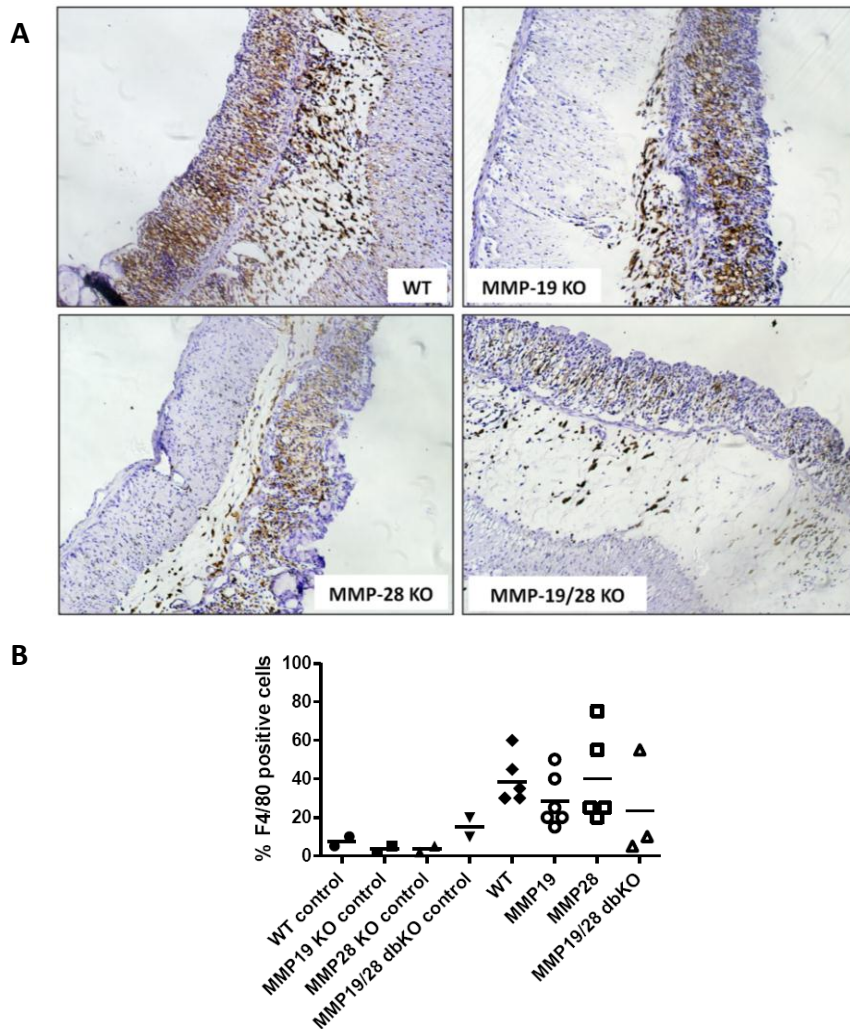 A
WT
MMP-19 KO
MMP-28 KO
MMP-19/28 KO
B
% F4/80 positive cells
100
80
60
40
20
0
WT control
MMP19 KO control
MMP28 KO control
MMP19/28 dbKO control
WT
MMP19
MMP28
MMP19/28 dbKO